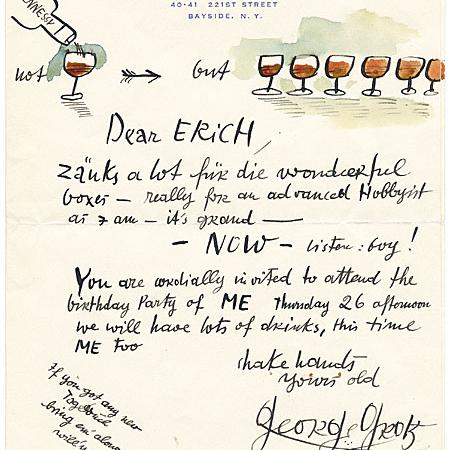 40-41 221ST STREET
BAYSIDE, N. Y.
not but
Dear ERICH,
Zänks a lot für die wonderful
boxes – really for an advanced Hobbyist
as I am – it's grand —
– NOW – listen: boy!
You are cordially invited to attend the
birthday Party of ME Thursday 26 afternoon
we will have lots of drinks, this time
ME too
shake hands
yours old
George Grosz
If you got any new
bring em' along